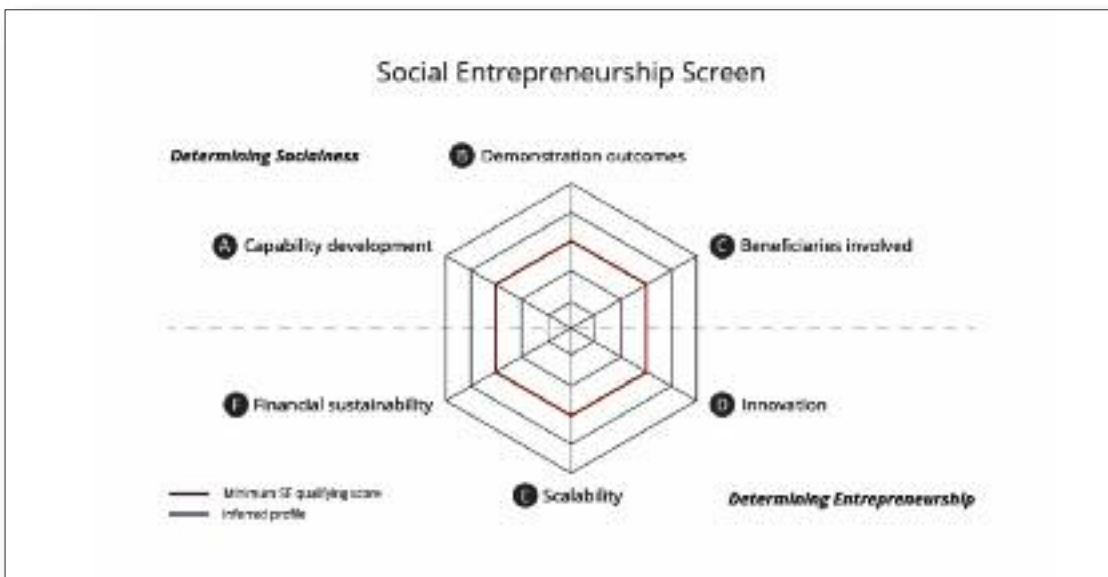 Social Entrepreneurship Screen
Determining Socialness
B Demonstration outcomes
A Capability development
C Beneficiaries involved
F Financial sustainability
D Innovation
E Scalability
Minimum SE qualifying score
Inferred profile
Determining Entrepreneurship